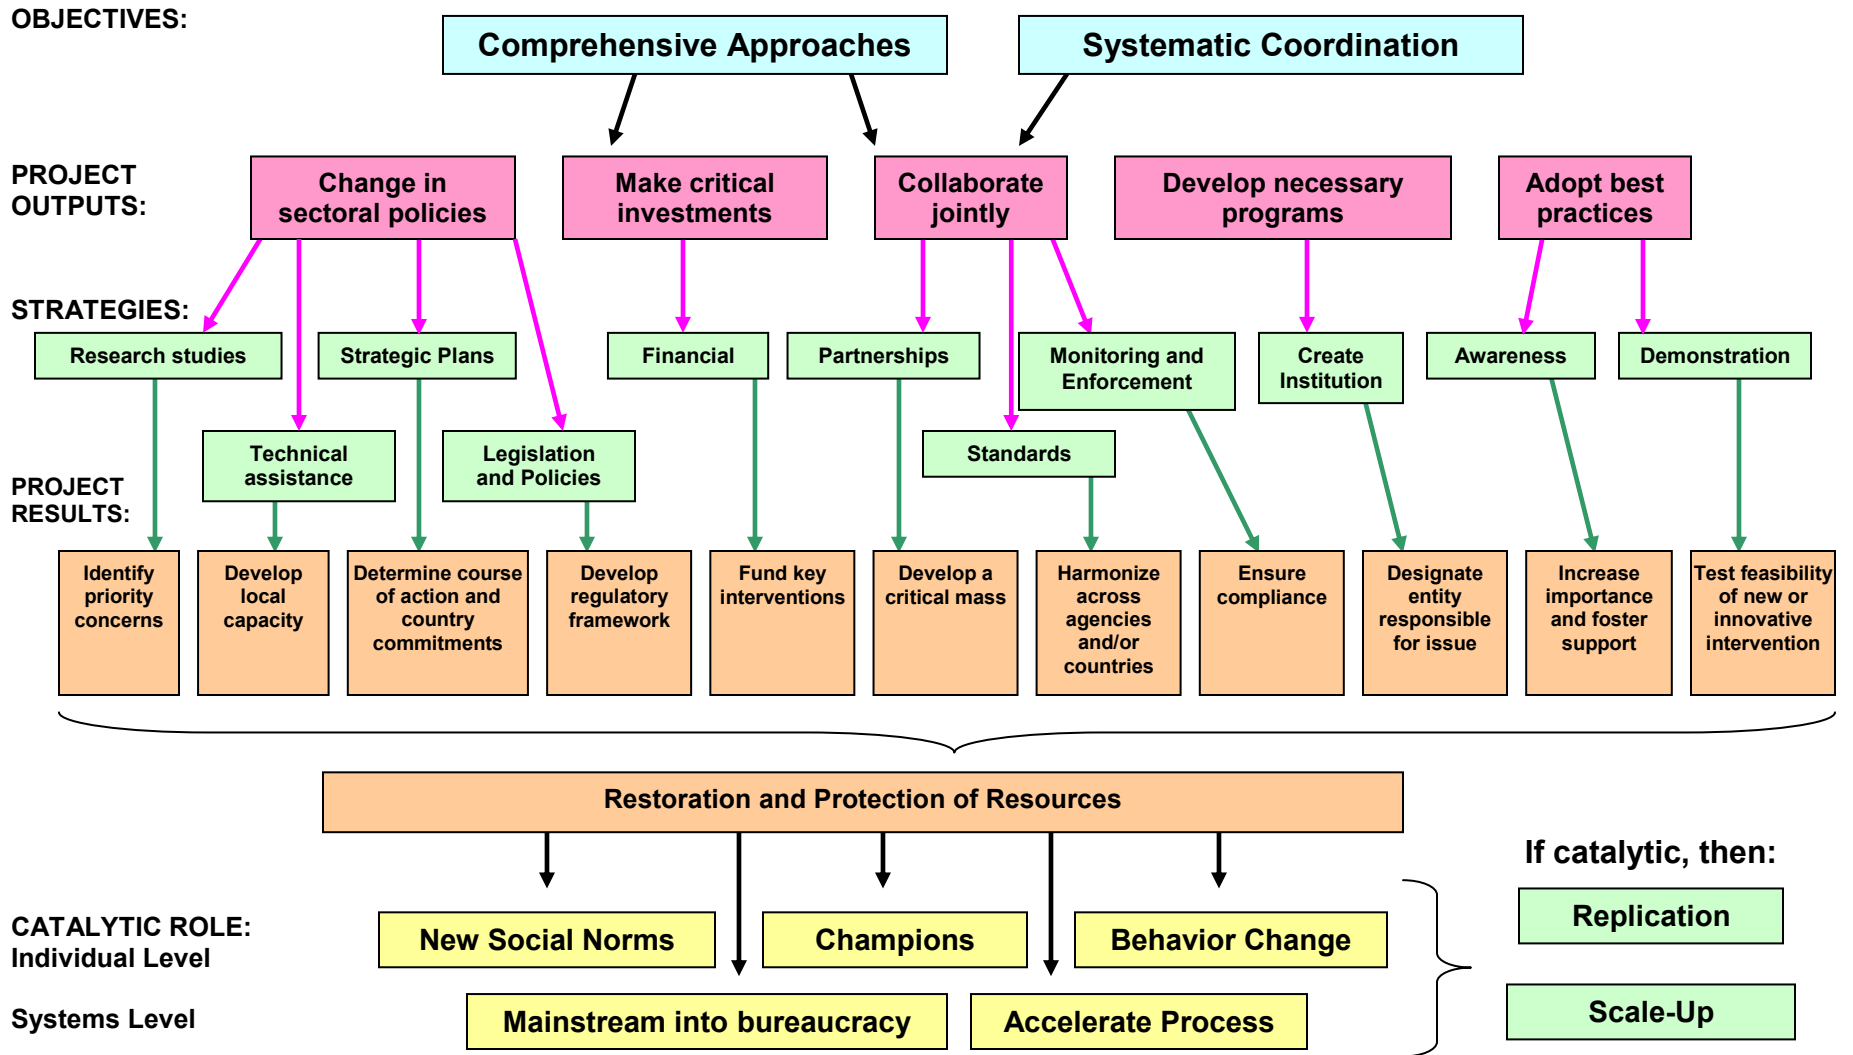 OBJECTIVES:
Comprehensive Approaches
Systematic Coordination
PROJECT
OUTPUTS:
Change in
sectoral policies
Make critical
investments
Collaborate
jointly
Develop necessary
programs
Adopt best
practices
STRATEGIES:
Research studies
Strategic Plans
Financial
Partnerships
Monitoring and
Enforcement
Create
Institution
Awareness
Demonstration
Technical
assistance
Legislation
and Policies
Standards
PROJECT
RESULTS:
Identify
priority
concerns
Develop
local
capacity
Determine course
of action and
country
commitments
Develop
regulatory
framework
Fund key
interventions
Develop a
critical mass
Harmonize
across
agencies
and/or
countries
Ensure
compliance
Designate
entity
responsible
for issue
Increase
importance
and foster
support
Test feasibility
of new or
innovative
intervention
Restoration and Protection of Resources
If catalytic, then:
Replication
Scale-Up
CATALYTIC ROLE:
Individual Level
New Social Norms
Champions
Behavior Change
Systems Level
Mainstream into bureaucracy
Accelerate Process